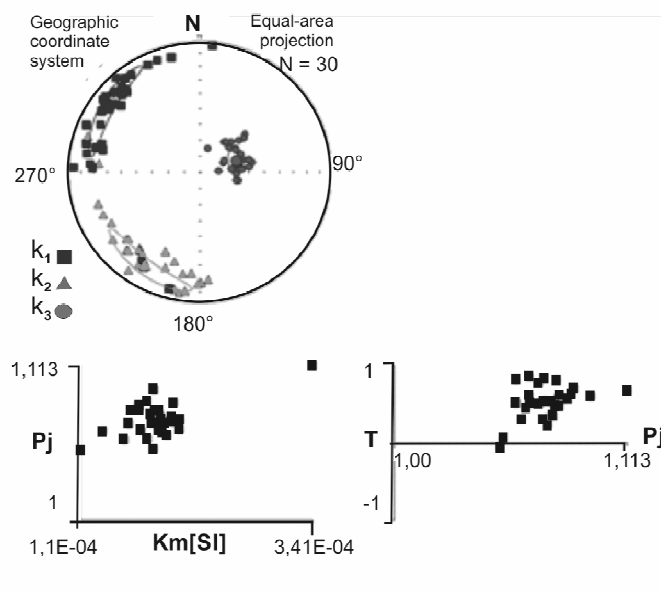 Geographic
coordinate
system
N
Equal-area
projection
N = 30
270°
90°
180°
k1
k2
k3
1,113
Pj
1
1,1E-04
Km[SI]
3,41E-04
1
T
-1
1,00
1,113
Pj